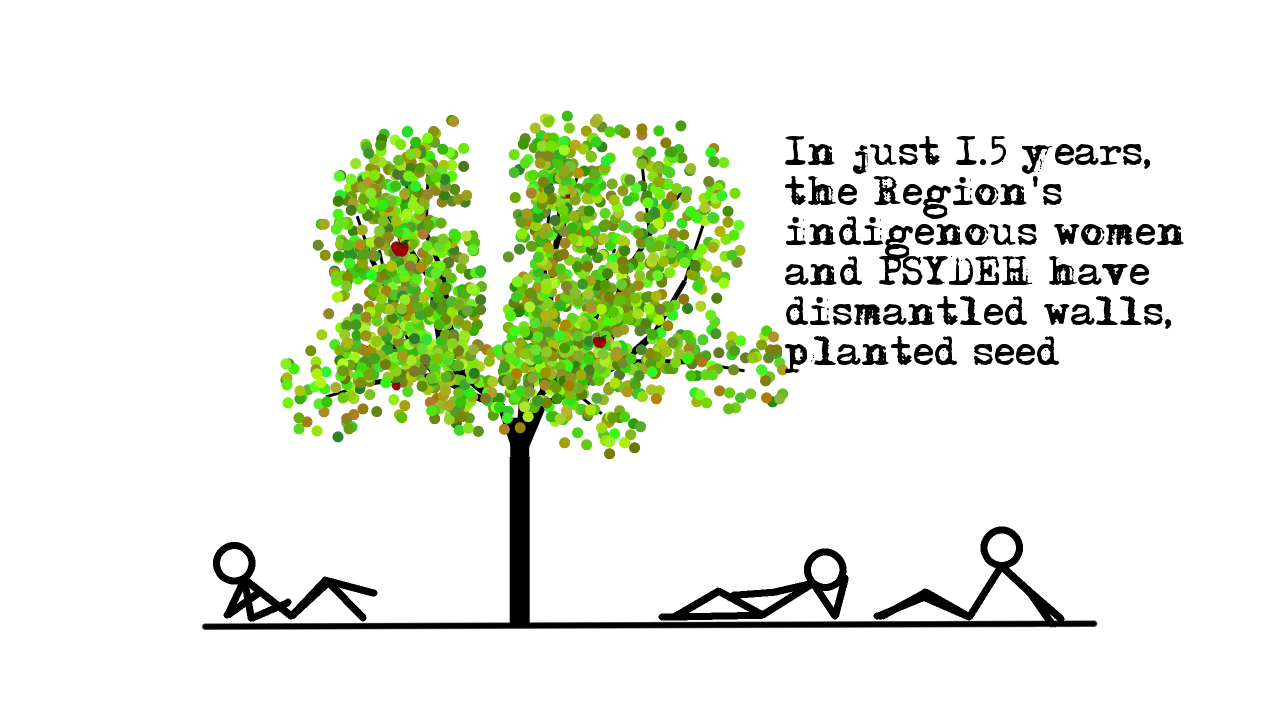 In just 1.5 years,
the Region's
indigenous women
and PSYDEH have
dismantled walls,
planted seed